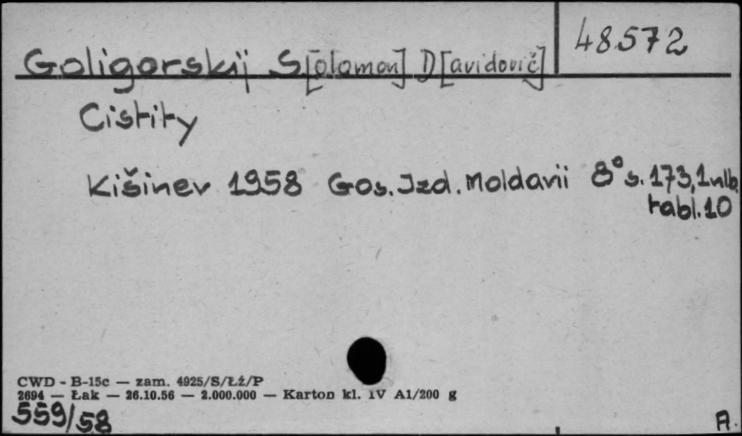 48572
Goligorskij S[olomon] D[avidovič]
Cistity
Kišinev 1958 Gos. Izd. Moldavii 8° s. 173, 1 nlb.
tabl. 10
CWD - B-15c — zam. 4925/S/Łź/P
2694 — Łak — 26.10.56 — 2.000.000 — Karton kl. IV A1/200 g
559/58
A.